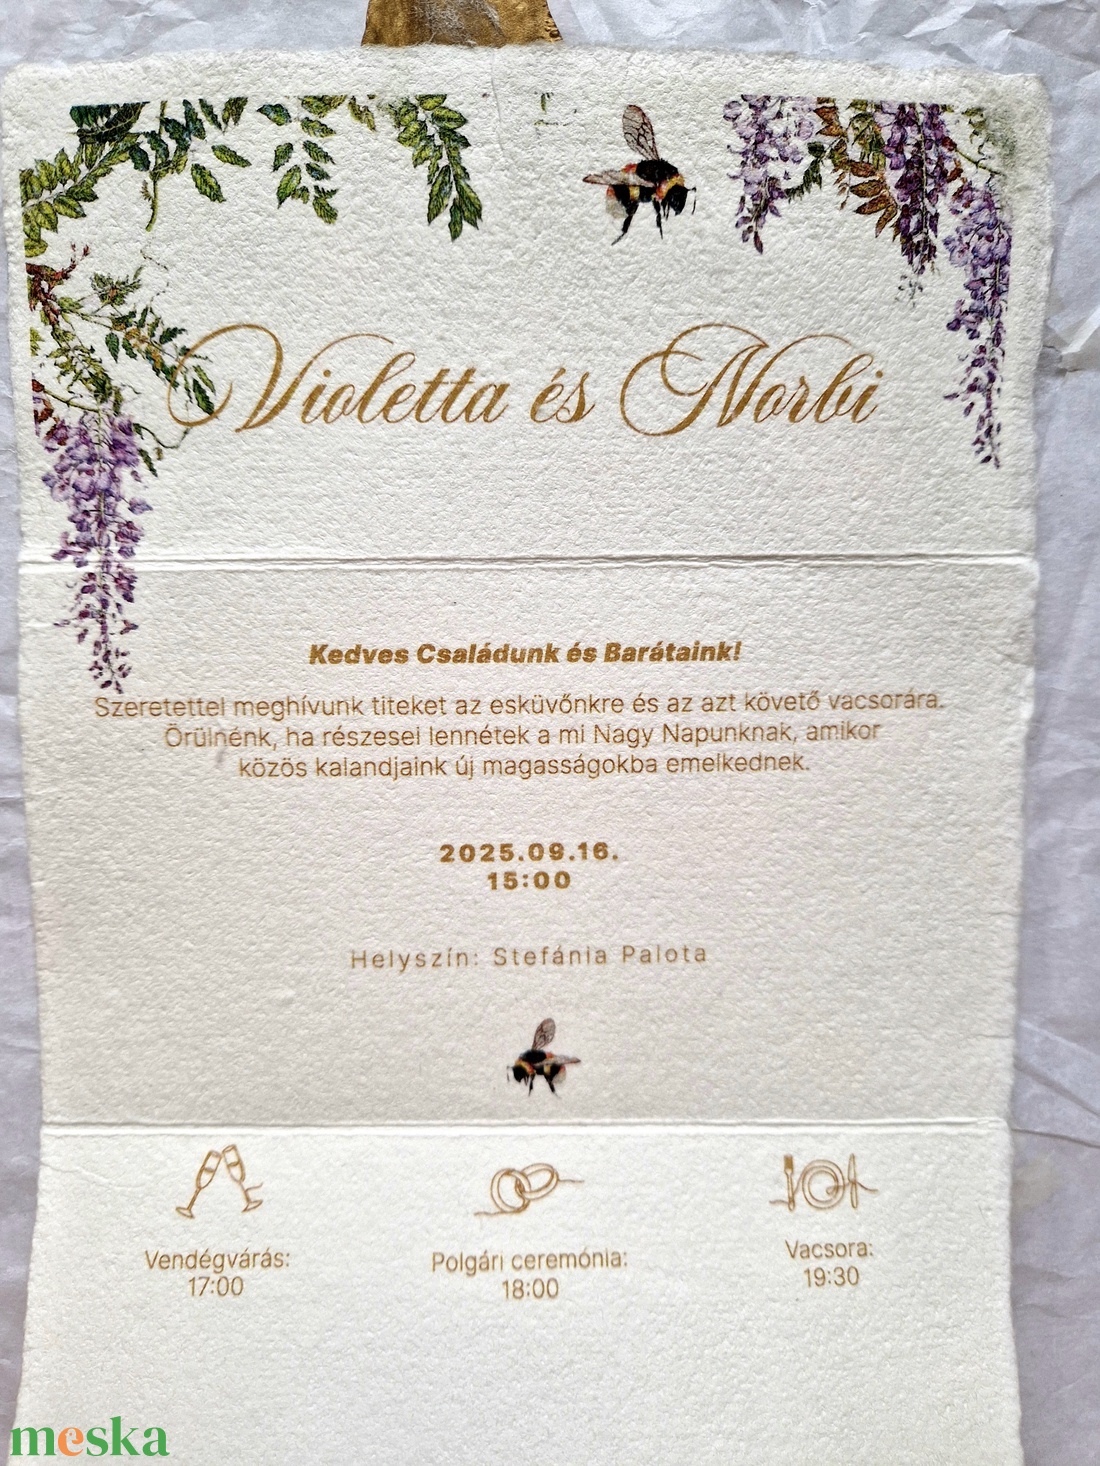 Violetta és Norbi
Kedves Családunk és Barátaink!
Szeretettel meghívunk titeket az esküvőnkre és az azt követő vacsorára.
Örülnénk, ha részesei lennétek a mi Nagy Napunknak, amikor
közös kalandjaink új magasságokba emelkednek.
2025.09.16.
15:00
Helyszín: Stefánia Palota
Vendégvárás:
17:00
Polgári ceremónia:
18:00
Vacsora:
19:30
meska